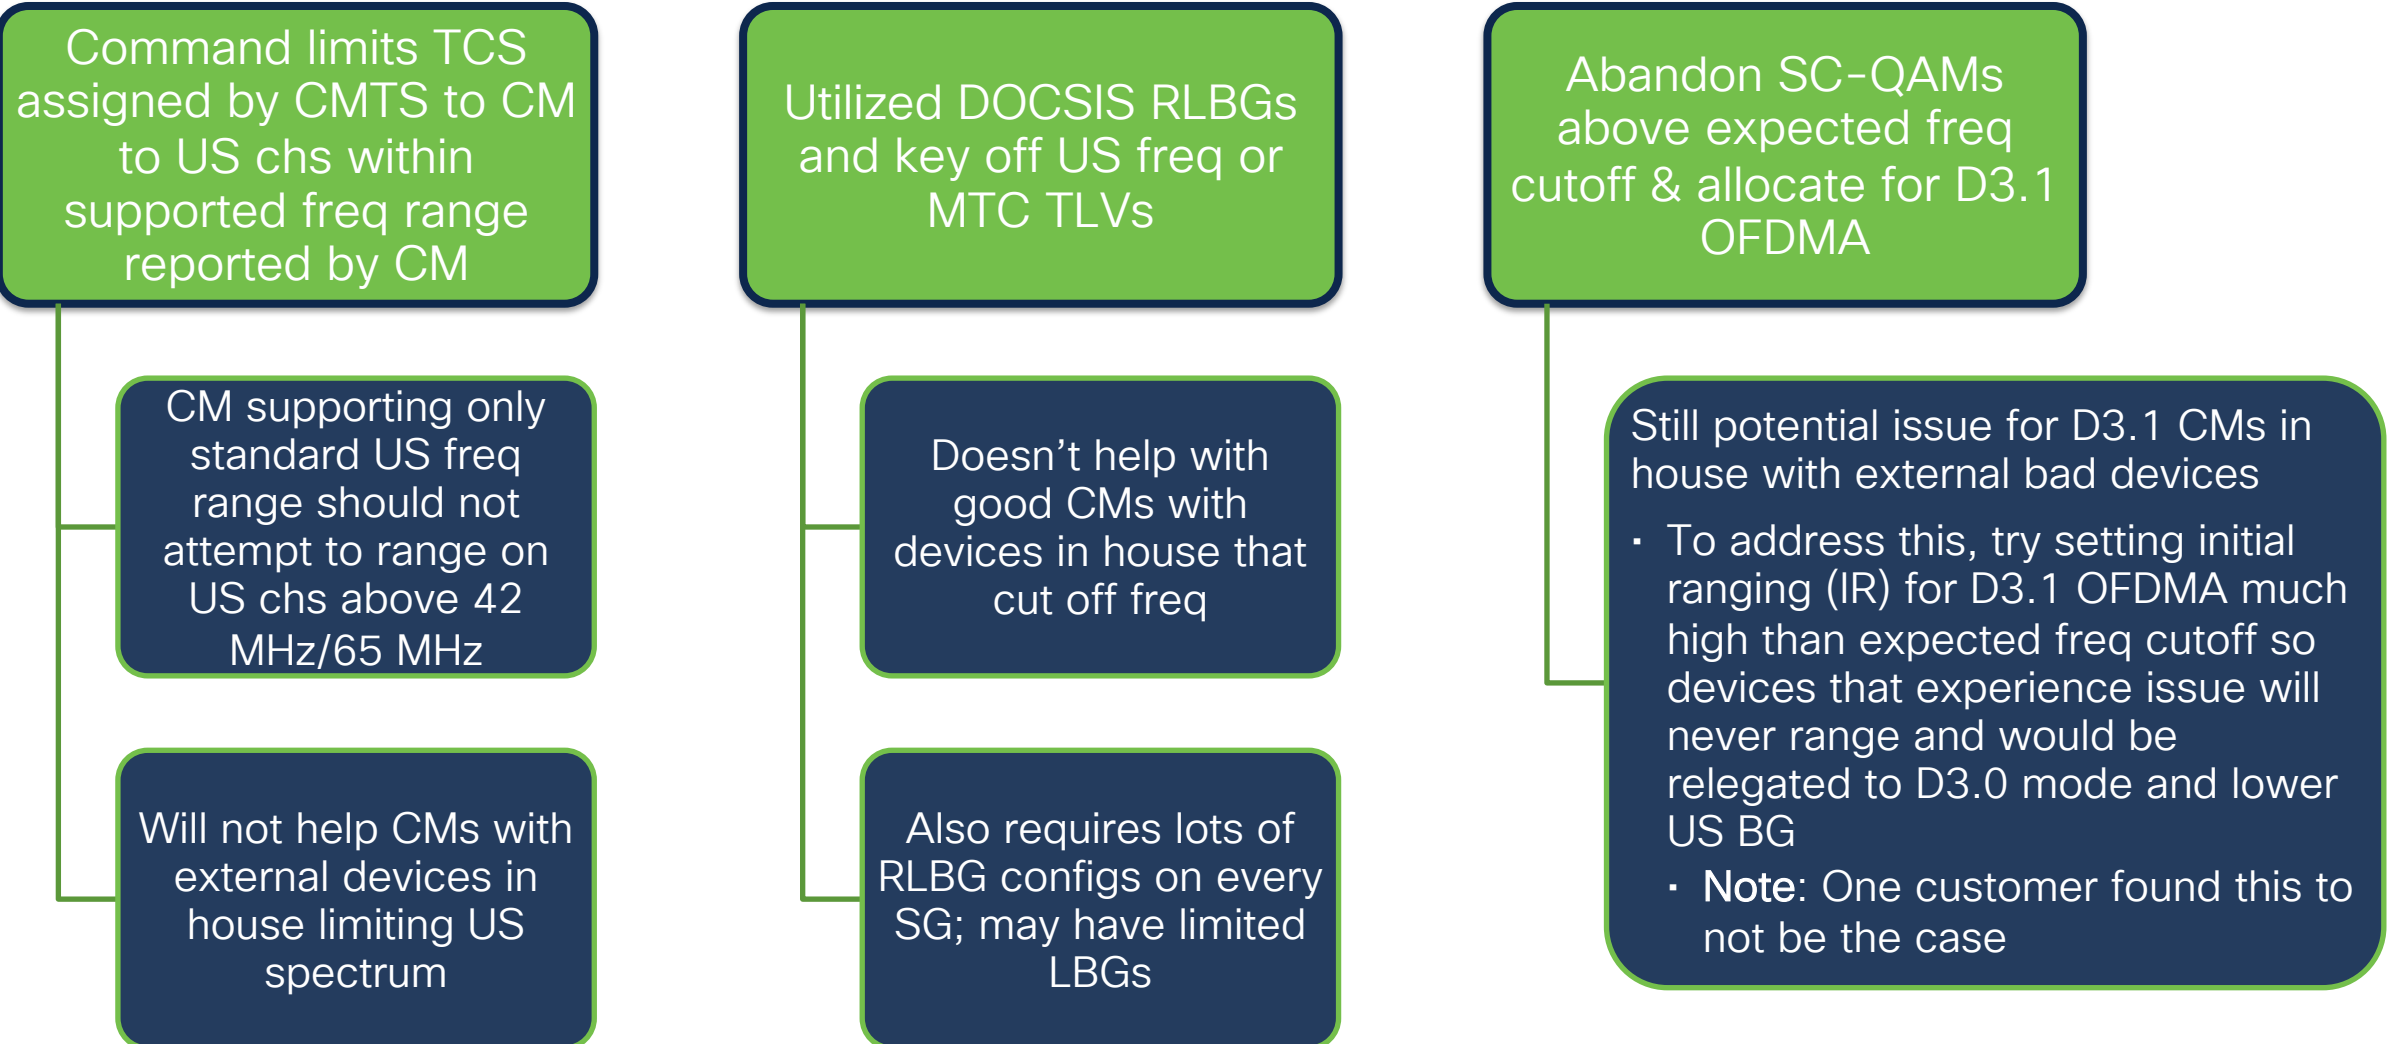 Command limits TCS
assigned by CMTS to CM
to US chs within
supported freq range
reported by CM
CM supporting only
standard US freq
range should not
attempt to range on
US chs above 42
MHz/65 MHz
Will not help CMs with
external devices in
house limiting US
spectrum
Utilized DOCSIS RLBGs
and key off US freq or
MTC TLVs
Doesn't help with
good CMs with
devices in house that
cut off freq
Also requires lots of
RLBG configs on every
SG; may have limited
LBGs
Abandon SC-QAMs
above expected freq
cutoff & allocate for D3.1
OFDMA
Still potential issue for D3.1 CMs in
house with external bad devices
▪ To address this, try setting initial
ranging (IR) for D3.1 OFDMA much
high than expected freq cutoff so
devices that experience issue will
never range and would be
relegated to D3.0 mode and lower
US BG
▪ Note: One customer found this to
not be the case